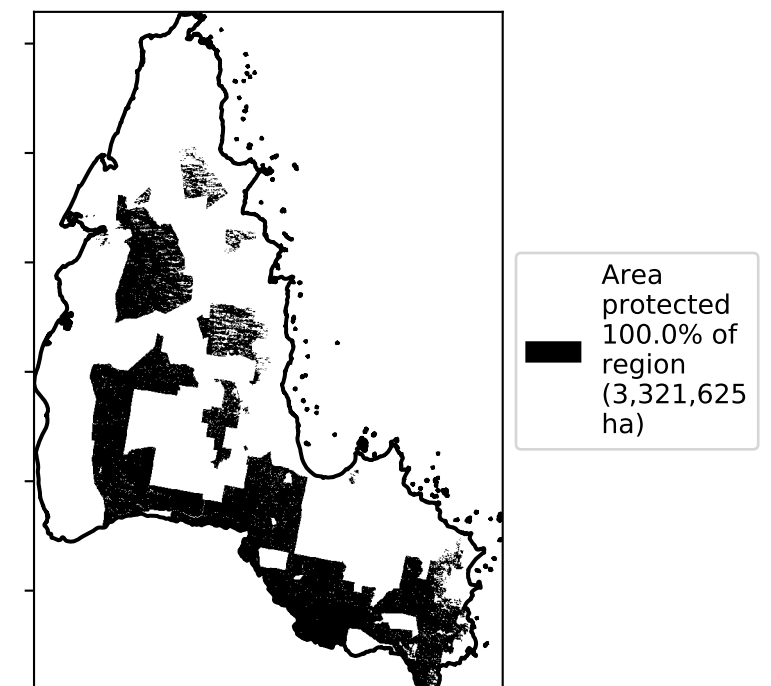 Area
protected
100.0% of
region
(3,321,625
ha)